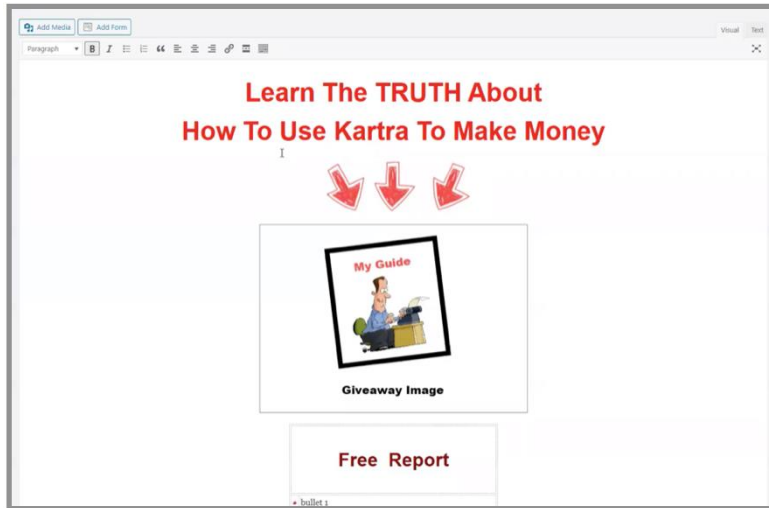 Add Media Add Form
Visual Text
Paragraph B I
Learn The TRUTH About
How To Use Kartra To Make Money
My Guide
Giveaway Image
Free Report
bullet 1